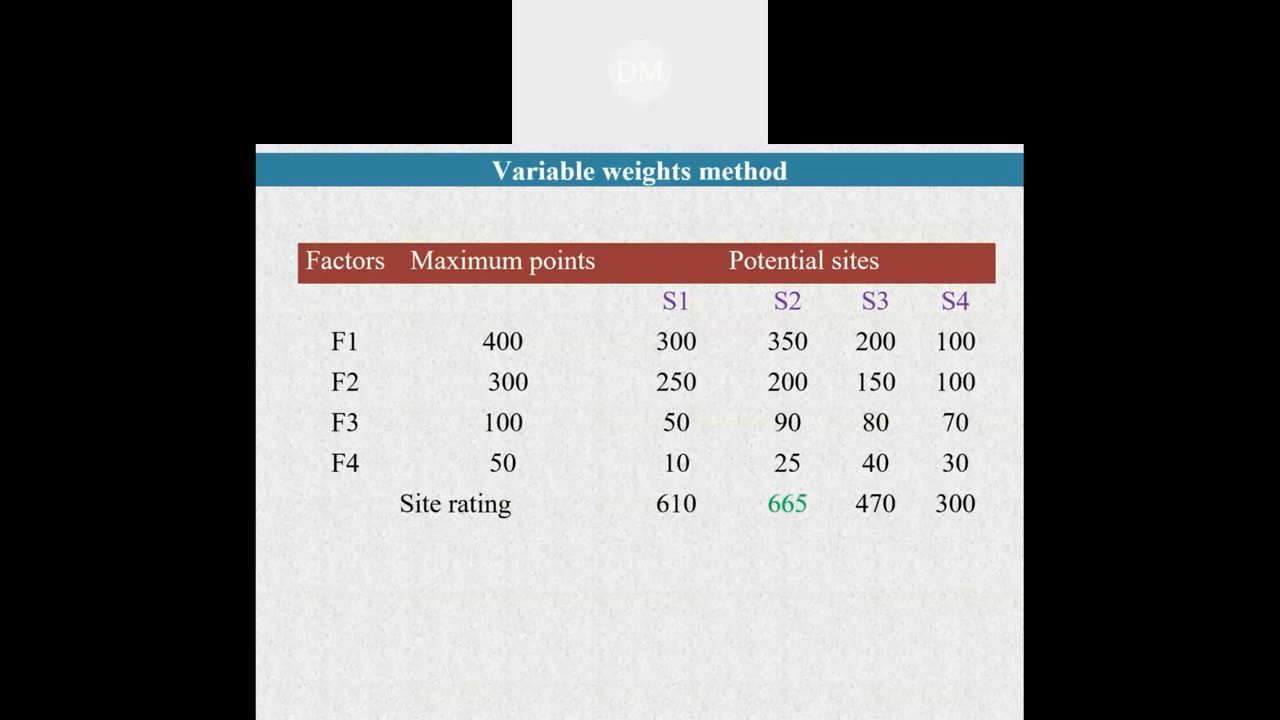 DM
Variable weights method
Factors Maximum points Potential sites
S1 S2 S3 S4
F1 400 300 350 200 100
F2 300 250 200 150 100
F3 100 50 90 80 70
F4 50 10 25 40 30
Site rating 610 665 470 300